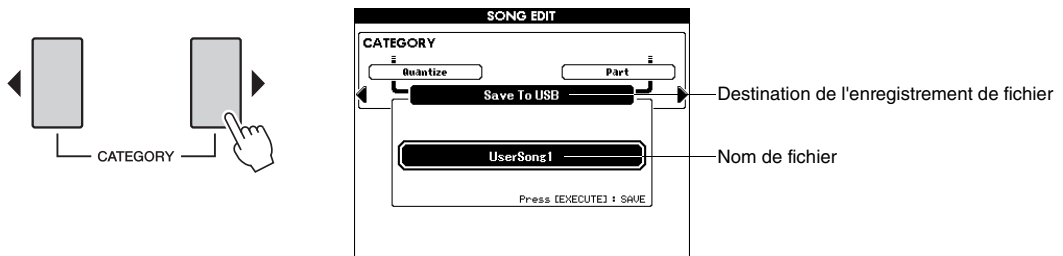 SONG EDIT
CATEGORY
Quantize
Part
Save To USB
Destination de l'enregistrement de fichier
CATEGORY
UserSong1
Nom de fichier
Press [EXECUTE] : SAVE